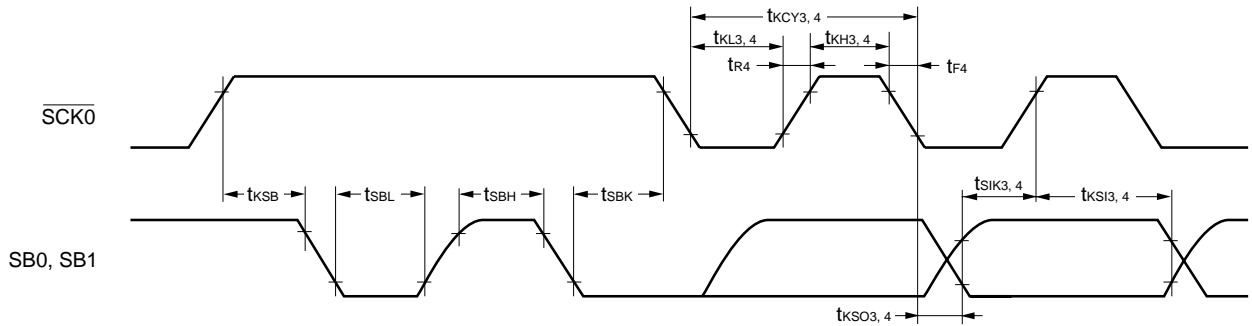 tKCY3, 4
tKL3, 4
tKH3, 4
tR4
tF4
SCK0
tKSB
tSBL
tSBH
tSBK
tSIK3, 4
tKSI3, 4
SB0, SB1
tKSO3, 4